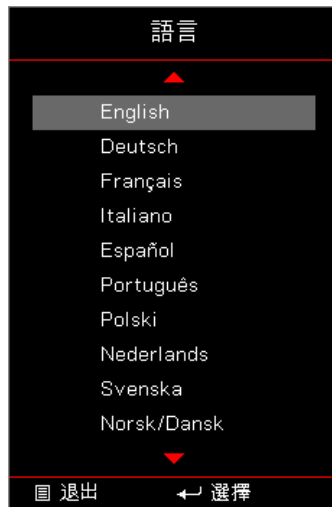 語言
English
Deutsch
Français
Italiano
Español
Português
Polski
Nederlands
Svenska
Norsk/Dansk
退出 選擇